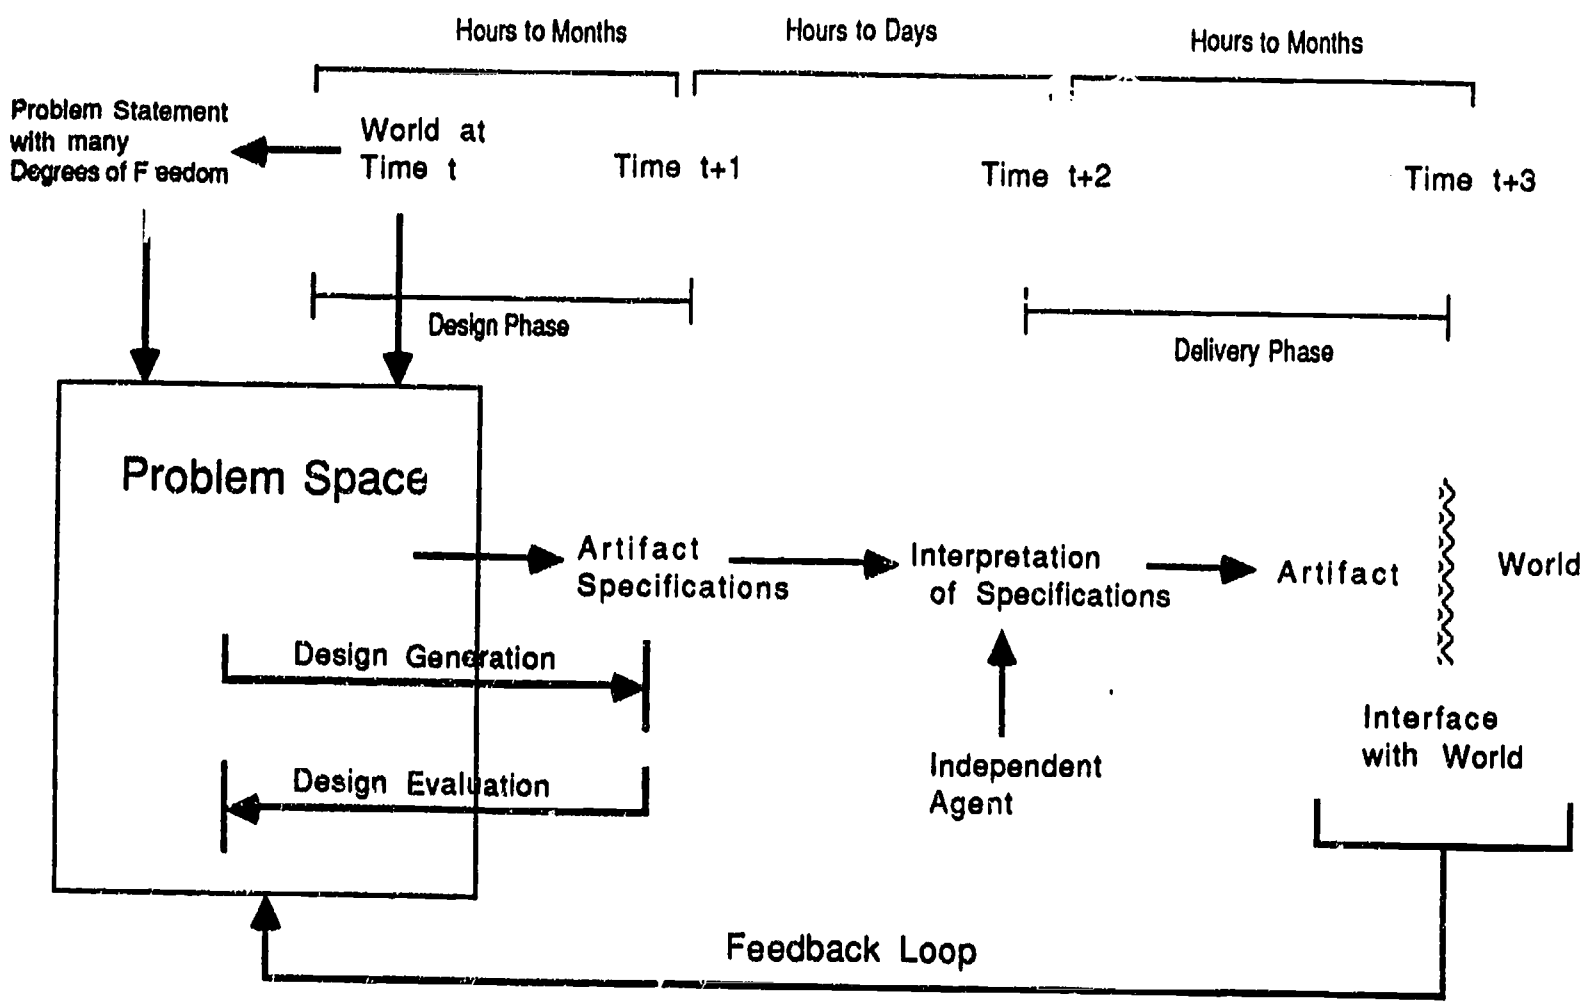 Hours to Months
Hours to Days
Hours to Months
Problem Statement
with many
Degrees of F eedom
World at
Time t
Time t+1
Time t+2
Time t+3
Design Phase
Delivery Phase
Problem Space
Artifact
Specifications
Interpretation
of Specifications
Artifact
World
Design Generation
Design Evaluation
Independent
Agent
Interface
with World
Feedback Loop